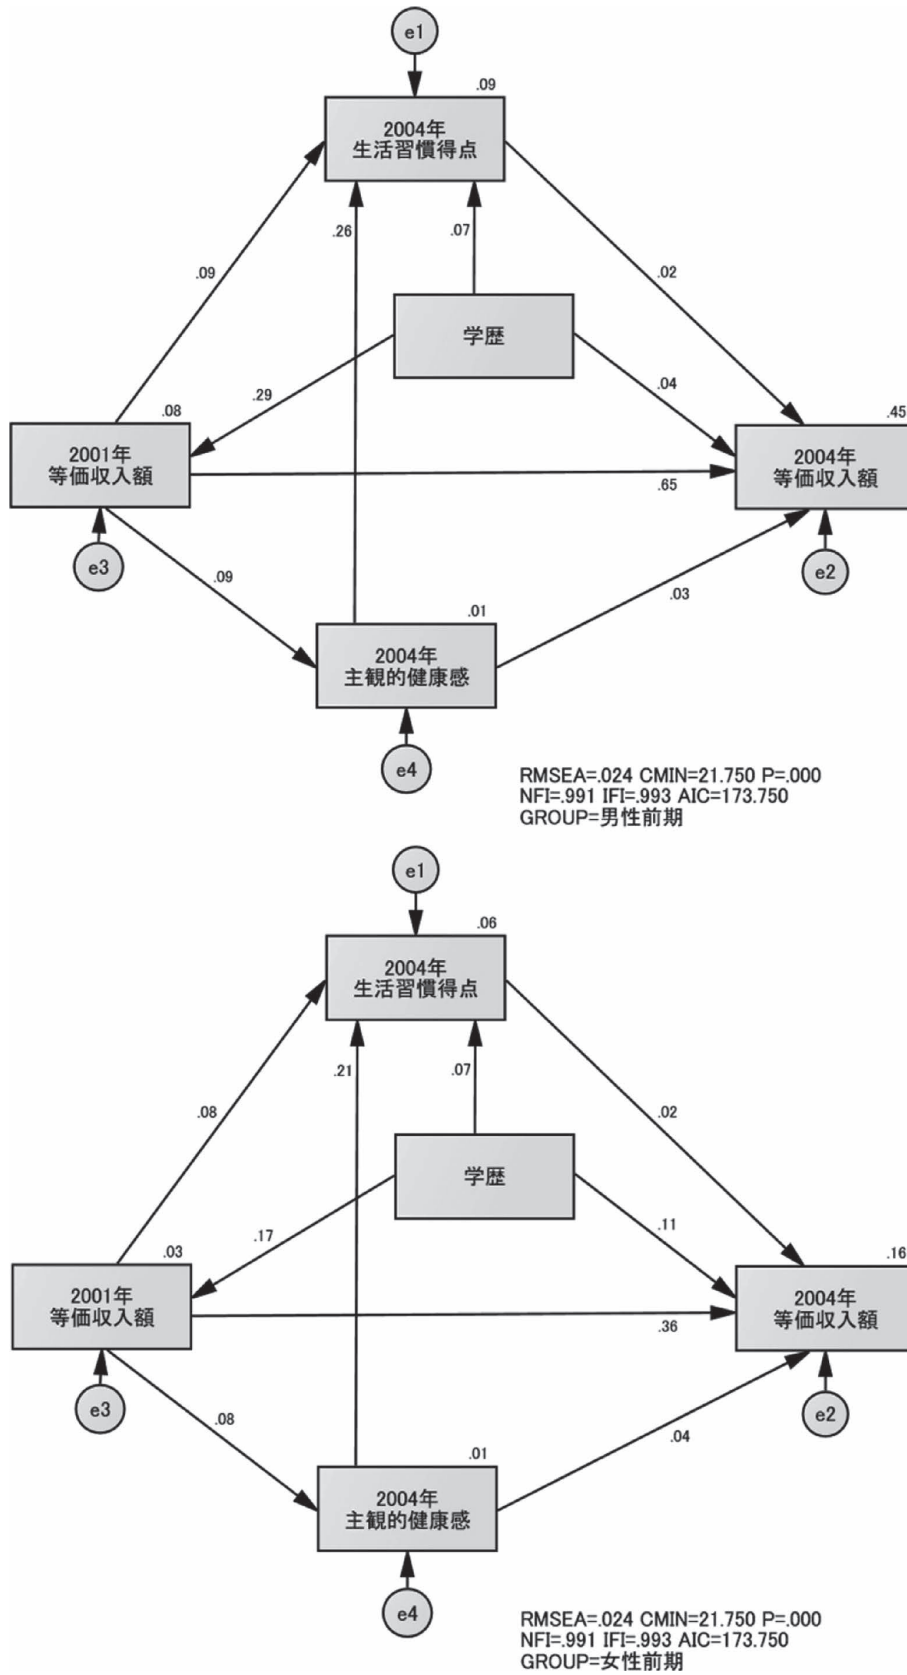 e1
.09
2004年
生活習慣得点
.26
.07
.09
.02
学歴
.29
.04
.08
.45
2001年
等価収入額
2004年
等価収入額
.65
e3
.09
e2
.03
.01
2004年
主観的健康感
e4
RMSEA=.024 CMIN=21.750 P=.000
NFI=.991 IFI=.993 AIC=173.750
GROUP=男性前期
e1
.06
2004年
生活習慣得点
.21
.07
.08
.02
学歴
.17
.11
.03
.16
2001年
等価収入額
2004年
等価収入額
.36
e3
.08
e2
.04
.01
2004年
主観的健康感
e4
RMSEA=.024 CMIN=21.750 P=.000
NFI=.991 IFI=.993 AIC=173.750
GROUP=女性前期